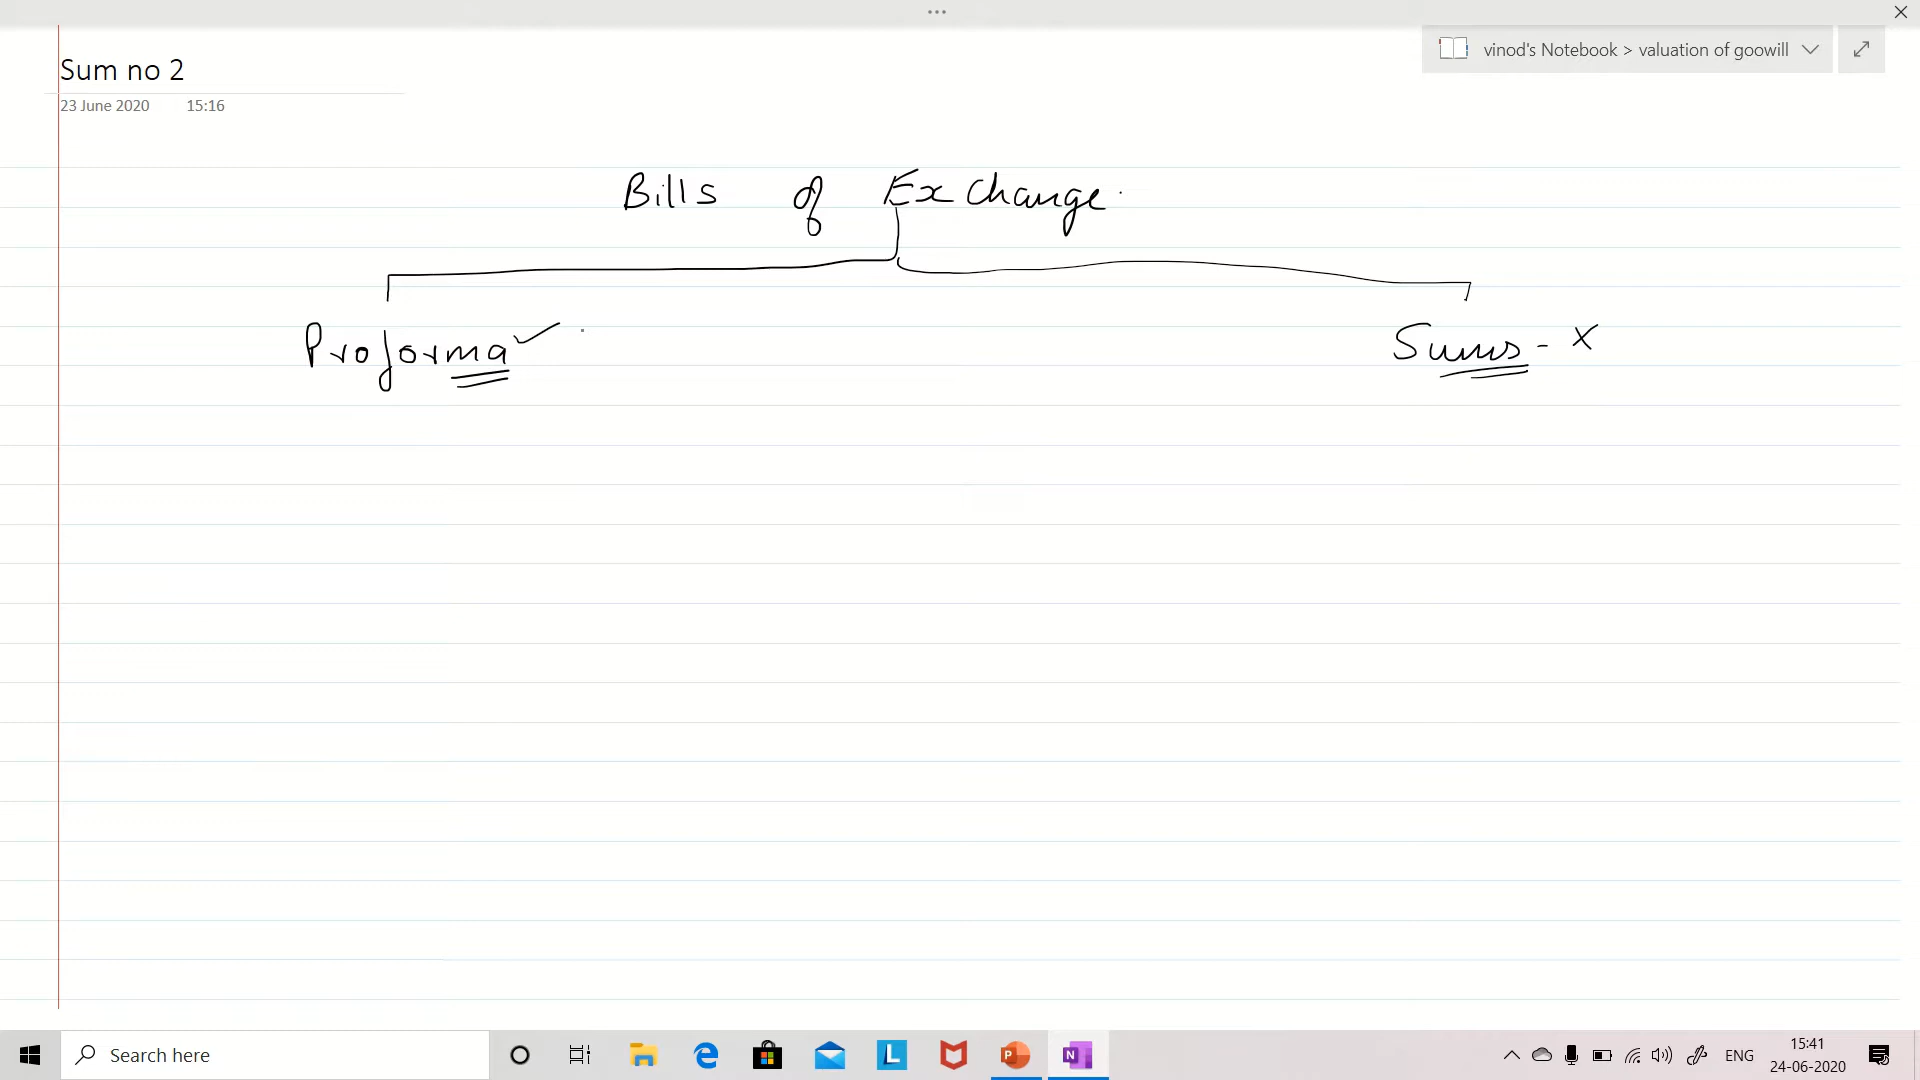 vinod's Notebook > valuation of goowill
Sum no 2
23 June 2020 15:16
Bills of Exchange
Proforma ✓
Sums - X
Search here
ENG
15:41
24-06-2020